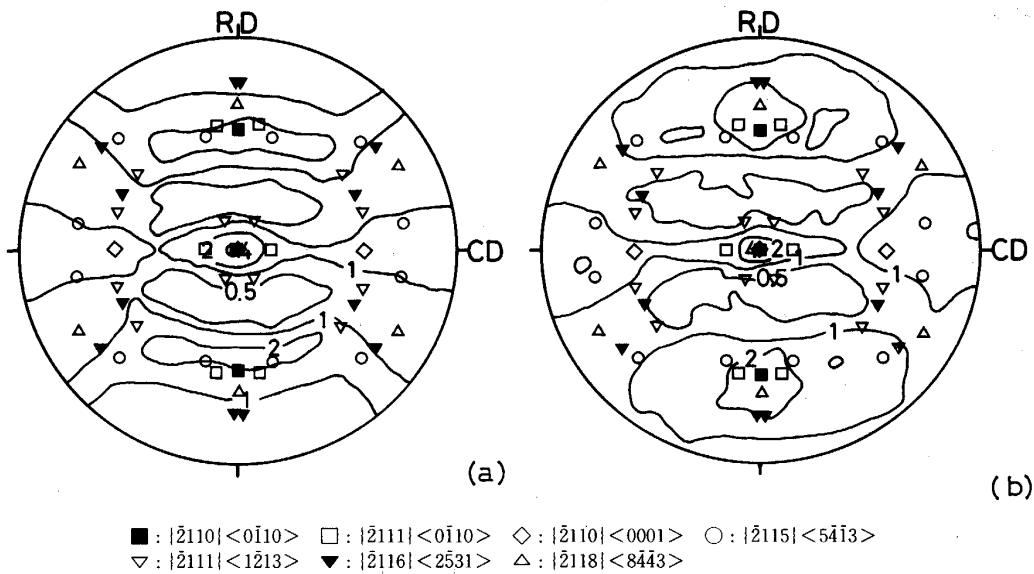 RD RD
2 4 CD 4 2 1 CD
0.5 1 0.5 1
1 1
2 2
1
(a) (b)
■ : {2̄110}<01̄10> □ : {2̄111}<01̄10> ◇ : {2̄110}<0001> ○ : {2̄115}<54̄1̄3>
▽ : {2̄111}<12̄13> ▼ : {2̄116}<25̄31> △ : {2̄118}<84̄4̄3>